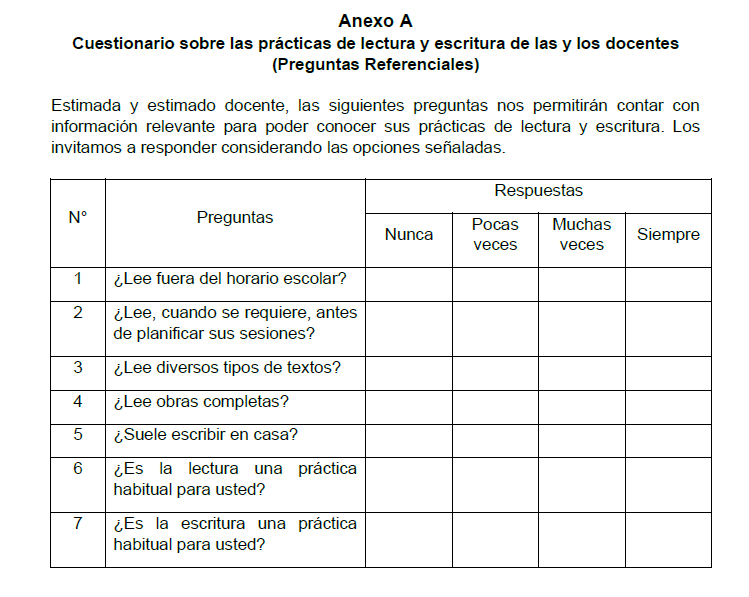 Anexo A
Cuestionario sobre las prácticas de lectura y escritura de las y los docentes
(Preguntas Referenciales)
Estimada y estimado docente, las siguientes preguntas nos permitirán contar con
información relevante para poder conocer sus prácticas de lectura y escritura. Los
invitamos a responder considerando las opciones señaladas.
N° Preguntas Respuestas
Nunca Pocas veces Muchas veces Siempre
1 ¿Lee fuera del horario escolar?
2 ¿Lee, cuando se requiere, antes
de planificar sus sesiones?
3 ¿Lee diversos tipos de textos?
4 ¿Lee obras completas?
5 ¿Suele escribir en casa?
6 ¿Es la lectura una práctica
habitual para usted?
7 ¿Es la escritura una práctica
habitual para usted?